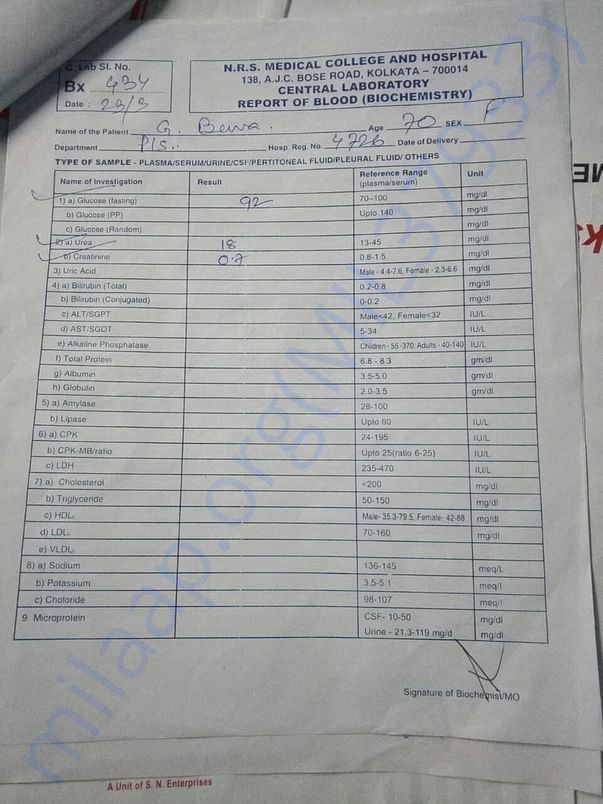 C. Lab Sl. No.
Bx 434
Date : 29/3
N.R.S. MEDICAL COLLEGE AND HOSPITAL
138, A.J.C. BOSE ROAD, KOLKATA – 700014
CENTRAL LABORATORY
REPORT OF BLOOD (BIOCHEMISTRY)
Name of the Patient G. Bewa. Age 70 SEX F
Department P/s.. Hosp. Reg. No. 4726 Date of Delivery
TYPE OF SAMPLE - PLASMA/SERUM/URINE/CSF/PERTITONEAL FLUID/PLEURAL FLUID/ OTHERS
Name of Investigation Result Reference Range (plasma/serum) Unit
1) a) Glucose (fasting) 92 70–100 mg/dl
b) Glucose (PP) Upto 140 mg/dl
c) Glucose (Random) mg/dl
2) a) Urea 18 13-45 mg/dl
b) Creatinine 0.7 0.8-1.5 mg/dl
3) Uric Acid Male - 4.4-7.6, Female - 2.3-6.6 mg/dl
4) a) Bilirubin (Total) 0.2-0.8 mg/dl
b) Bilirubin (Conjugated) 0-0.2 mg/dl
c) ALT/SGPT Male<42, Female<32 IU/L
d) AST/SGOT 5-34 IU/L
e) Alkaline Phosphatase Children - 55-370, Adults - 40-140 IU/L
f) Total Protein 6.8 - 8.3 gm/dl
g) Albumin 3.5-5.0 gm/dl
h) Globulin 2.0-3.5 gm/dl
5) a) Amylase 28-100
b) Lipase Upto 60 IU/L
6) a) CPK 24-195 IU/L
b) CPK-MB/ratio Upto 25(ratio 6-25) IU/L
c) LDH 235-470 IU/L
7) a) Cholesterol <200 mg/dl
b) Triglyceride 50-150 mg/dl
c) HDL Male- 35.3-79.5, Female- 42-88 mg/dl
d) LDL 70-160 mg/dl
e) VLDL
8) a) Sodium 136-145 meq/L
b) Potassium 3.5-5.1 meq/l
c) Choloride 98-107 meq/l
9. Microprotein CSF- 10-50 mg/dl
Urine - 21.3-119 mg/d mg/dl
Signature of Biochemist/MO
A Unit of S. N. Enterprises